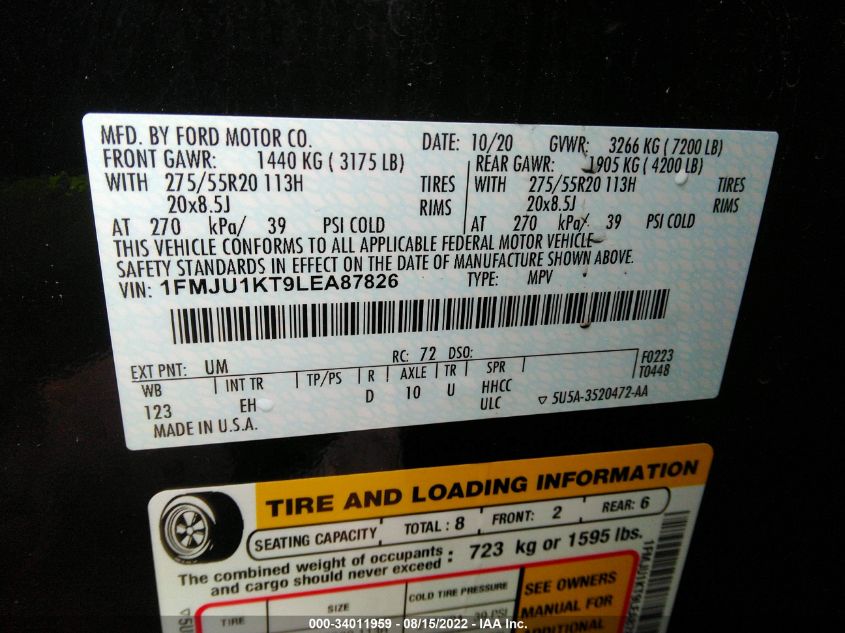 MFD. BY FORD MOTOR CO. DATE: 10/20 GVWR: 3266 KG ( 7200 LB)
FRONT GAWR: 1440 KG ( 3175 LB) REAR GAWR: 1905 KG ( 4200 LB)
WITH 275/55R20 113H TIRES WITH 275/55R20 113H TIRES
20x8.5J RIMS 20x8.5J RIMS
AT 270 kPa/ 39 PSI COLD AT 270 kPa/ 39 PSI COLD
THIS VEHICLE CONFORMS TO ALL APPLICABLE FEDERAL MOTOR VEHICLE
SAFETY STANDARDS IN EFFECT ON THE DATE OF MANUFACTURE SHOWN ABOVE.
VIN: 1FMJU1KT9LEA87826 TYPE: MPV
EXT PNT: UM RC: 72 DSO: F0223
WB INT TR TP/PS R AXLE TR SPR T0448
123 EH D 10 U HHCC
ULC 5U5A-3520472-AA
MADE IN U.S.A.
TIRE AND LOADING INFORMATION
SEATING CAPACITY TOTAL : 8 FRONT: 2 REAR: 6
The combined weight of occupants : 723 kg or 1595 lbs.
and cargo should never exceed
TIRE SIZE COLD TIRE PRESSURE SEE OWNERS
MANUAL FOR
ADDITIONAL
000-34011959 - 08/15/2022 - IAA Inc.